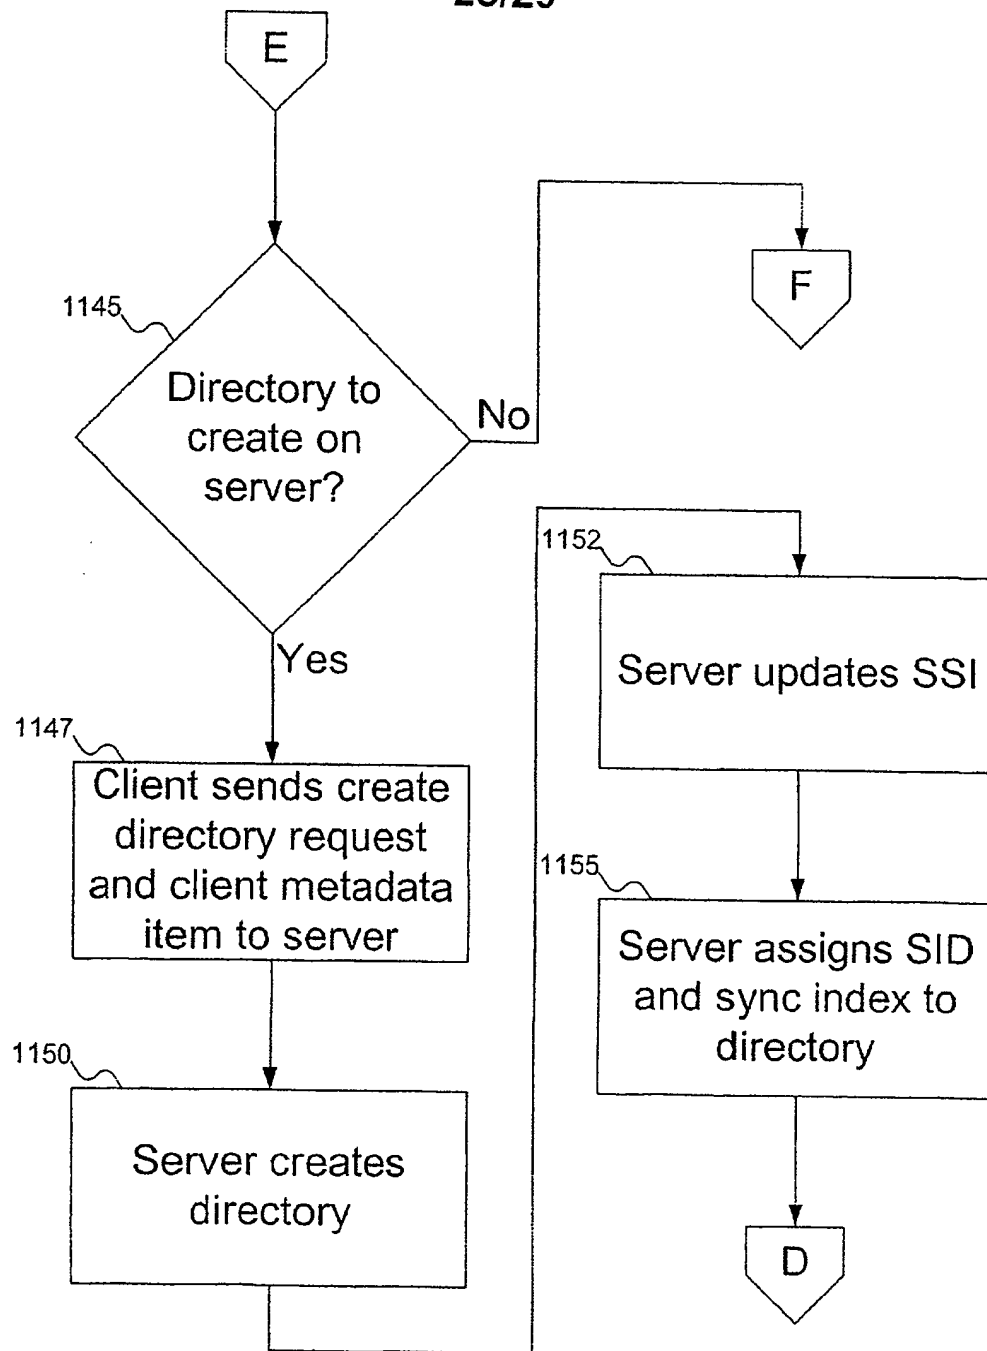 E
1145
Directory to
create on
server?
No
F
Yes
1147
Client sends create
directory request
and client metadata
item to server
1150
Server creates
directory
1152
Server updates SSI
1155
Server assigns SID
and sync index to
directory
D